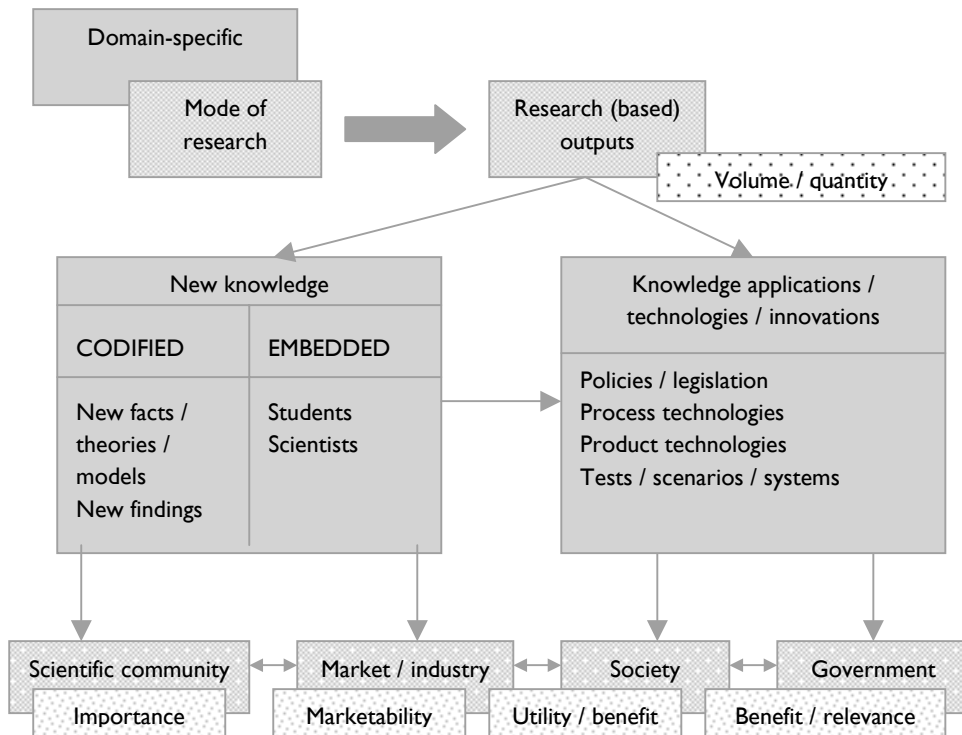 Domain-specific
Mode of
research
Research (based)
outputs
Volume / quantity
New knowledge
CODIFIED
EMBEDDED
New facts /
theories /
models
New findings
Students
Scientists
Knowledge applications /
technologies / innovations
Policies / legislation
Process technologies
Product technologies
Tests / scenarios / systems
Scientific community
Market / industry
Society
Government
Importance
Marketability
Utility / benefit
Benefit / relevance